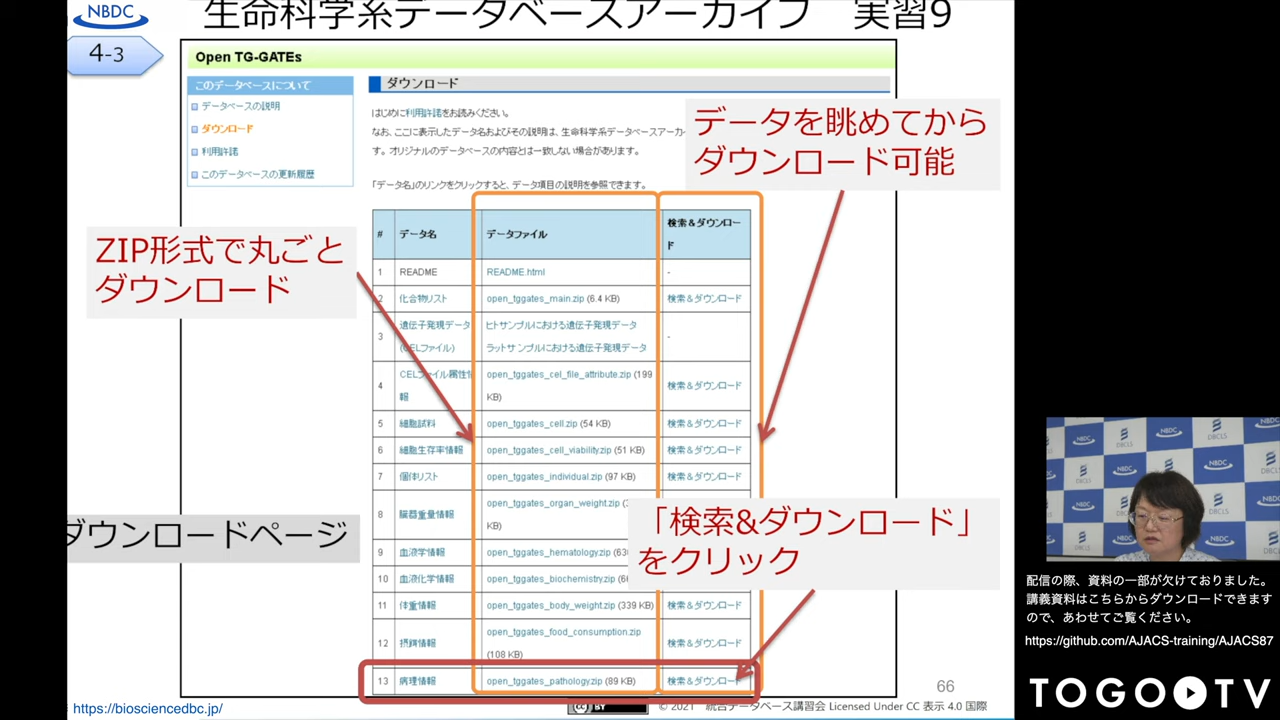 NBDC
生命科学系データベースアーカイブ 実習9
4-3
Open TG-GATEs
このデータベースについて
データベースの説明
ダウンロード
利用許諾
このデータベースの更新履歴
ダウンロード
はじめに利用許諾をお読みください。
なお、ここに表示したデータ名およびその説明は、生命科学系データベースアーカ
す。オリジナルのデータベースの内容とは一致しない場合があります。
「データ名」のリンクをクリックすると、データ項目の説明を参照できます。
データを眺めてから
ダウンロード可能
ZIP形式で丸ごと
ダウンロード
# データ名 データファイル 検索&ダウンロー
ド
1 README README.html -
2 化合物リスト open_tggates_main.zip (6.4 KB) 検索&ダウンロード
3 遺伝子発現データ (CELファイル) ヒトサンプルにおける遺伝子発現データ -
ラットサンプルにおける遺伝子発現データ
4 CELファイル属性情 open_tggates_cel_file_attribute.zip (199 検索&ダウンロード
報 KB)
5 細胞試料 open_tggates_cell.zip (54 KB) 検索&ダウンロード
6 細胞生存率情報 open_tggates_cell_viability.zip (51 KB) 検索&ダウンロード
7 個体リスト open_tggates_individual.zip (97 KB) 検索&ダウンロード
8 臓器重量情報 open_tggates_organ_weight.zip
KB)
9 血液学情報 open_tggates_hematology.zip
10 血液化学情報 open_tggates_biochemistry.zip 検索&ダウンロード
11 体重情報 open_tggates_body_weight.zip (339 KB) 検索&ダウンロード
12 摂餌情報 open_tggates_food_consumption.zip 検索&ダウンロード
(108 KB)
13 病理情報 open_tggates_pathology.zip (89 KB) 検索&ダウンロード
「検索&ダウンロード」
をクリック
ダウンロードページ
66
https://biosciencedbc.jp/
(cc) BY
© 2021 統合データベース講習会 Licensed Under CC 表示 4.0 国際
配信の際、資料の一部が欠けておりました。
講義資料はこちらからダウンロードできます
ので、あわせてご覧ください。
https://github.com/AJACS-training/AJACS87
TOGO TV